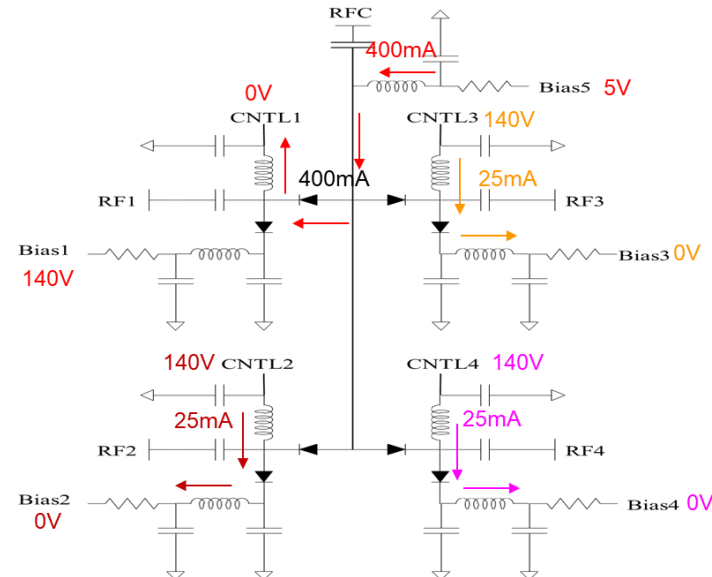 RFC
400mA
Bias5 5V
0V
CNTL1
CNTL3 140V
400mA
25mA
RF1
RF3
Bias1
140V
Bias3 0V
140V CNTL2
CNTL4 140V
25mA
25mA
RF2
RF4
Bias2
0V
Bias4 0V